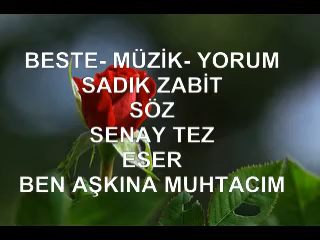 BESTE- MÜZİK- YORUM
SADIK ZABİT
SÖZ
SENAY TEZ
ESER
BEN AŞKINA MUHTACIM